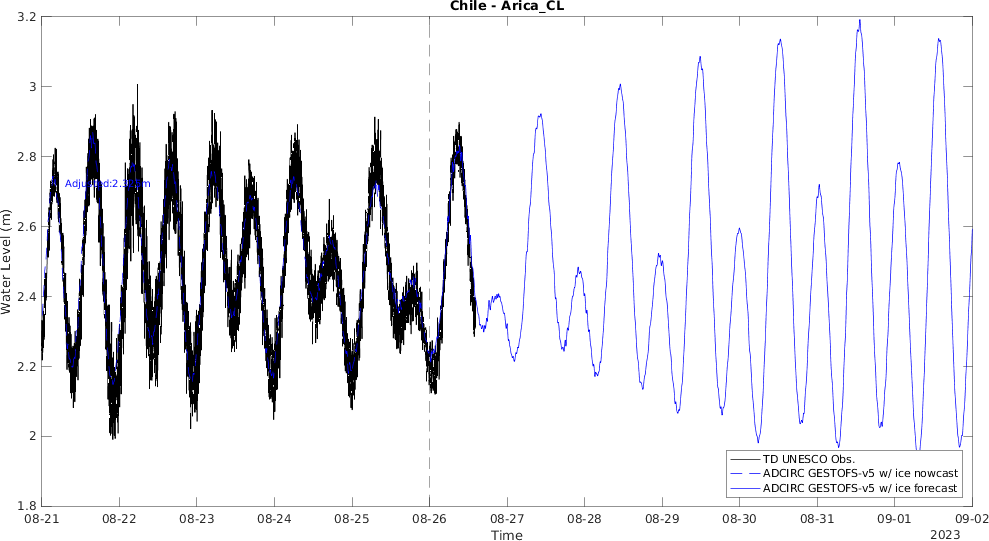 Chile - Arica_CL
3.2
3
2.8
2.6
2.4
2.2
2
1.8
Water Level (m)
TD UNESCO Obs.
ADCIRC GESTOFS-v5 w/ ice nowcast
ADCIRC GESTOFS-v5 w/ ice forecast
08-21 08-22 08-23 08-24 08-25 08-26 08-27 08-28 08-29 08-30 08-31 09-01 09-02
Time
2023